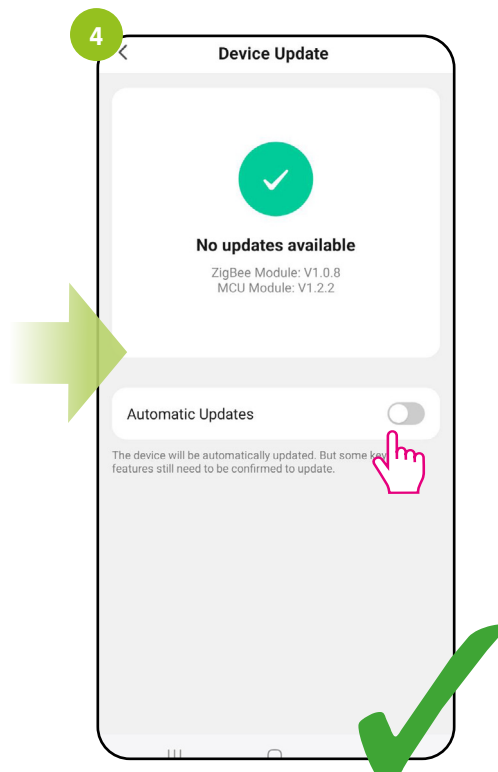 4
Device Update
No updates available
ZigBee Module: V1.0.8
MCU Module: V1.2.2
Automatic Updates
The device will be automatically updated. But some key
features still need to be confirmed to update.